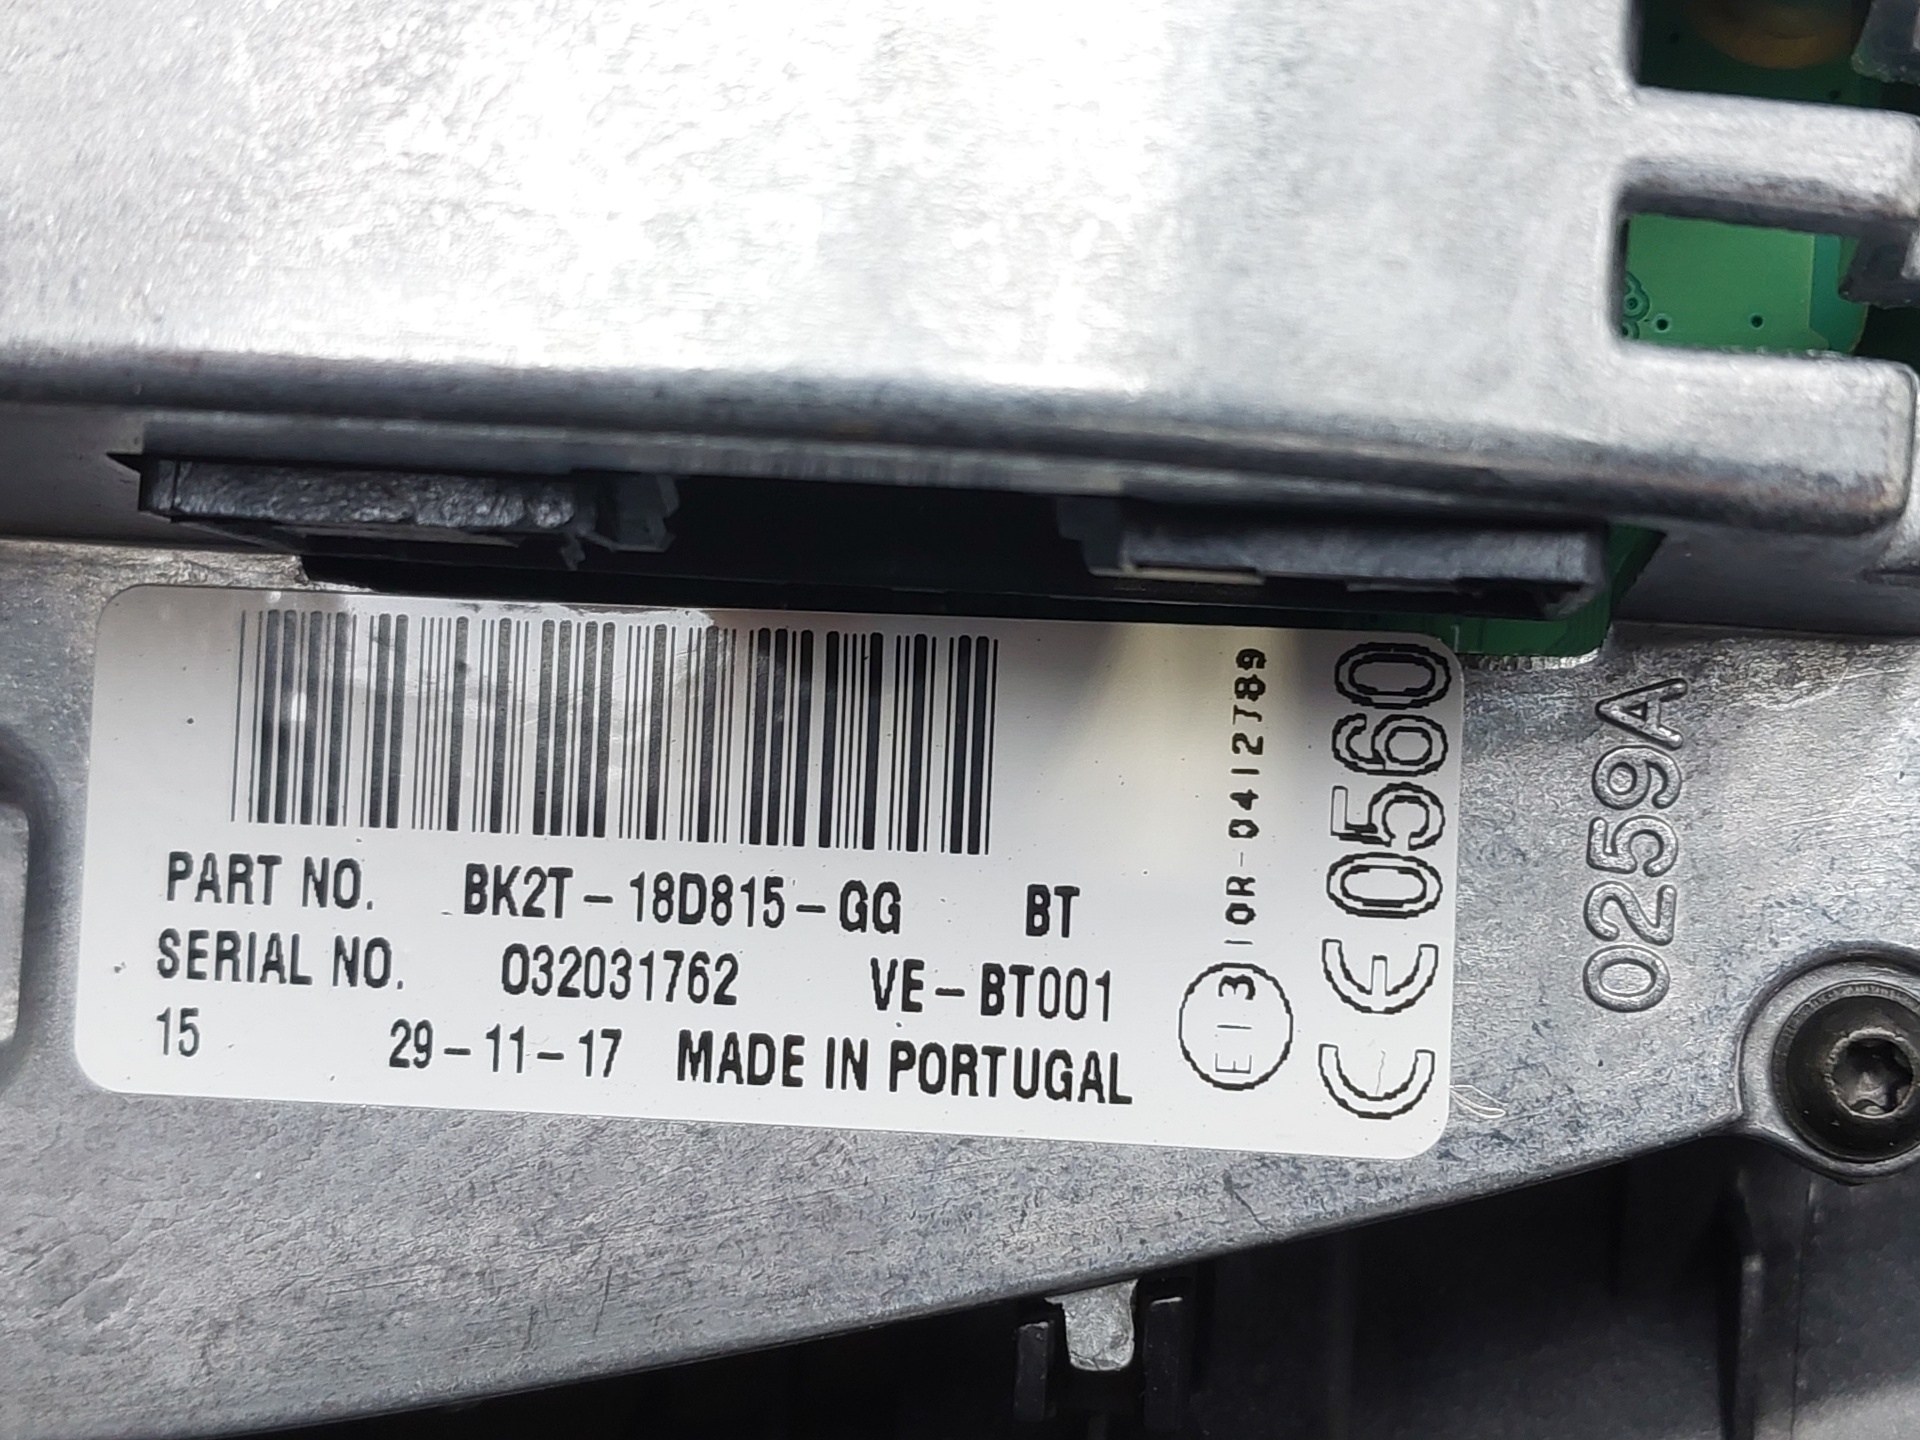 PART NO. BK2T-18D815-GG BT
SERIAL NO. 032031762 VE-BT001
15 29-11-17 MADE IN PORTUGAL
E13 10R-0412789
CE0560
0259A